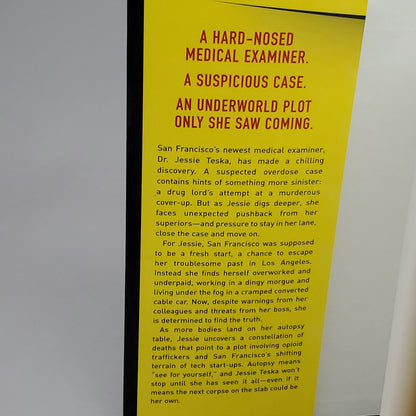 A HARD-NOSED
MEDICAL EXAMINER.
A SUSPICIOUS CASE.
AN UNDERWORLD PLOT
ONLY SHE SAW COMING.
San Francisco's newest medical examiner,
Dr. Jessie Teska, has made a chilling
discovery. A suspected overdose case
contains hints of something more sinister:
a drug lord's attempt at a murderous
cover-up. But as Jessie digs deeper, she
faces unexpected pushback from her
superiors—and pressure to stay in her lane,
close the case and move on.
For Jessie, San Francisco was supposed
to be a fresh start, a chance to escape
her troublesome past in Los Angeles.
Instead she finds herself overworked and
underpaid, working in a dingy morgue and
living under the fog in a cramped converted
cable car. Now, despite warnings from her
colleagues and threats from her boss, she
is determined to find the truth.
As more bodies land on her autopsy
table, Jessie uncovers a constellation of
deaths that point to a plot involving opioid
traffickers and San Francisco's shifting
terrain of tech start-ups. Autopsy means
"see for yourself," and Jessie Teska won't
stop until she has seen it all—even if it
means the next corpse on the slab could be
her own.